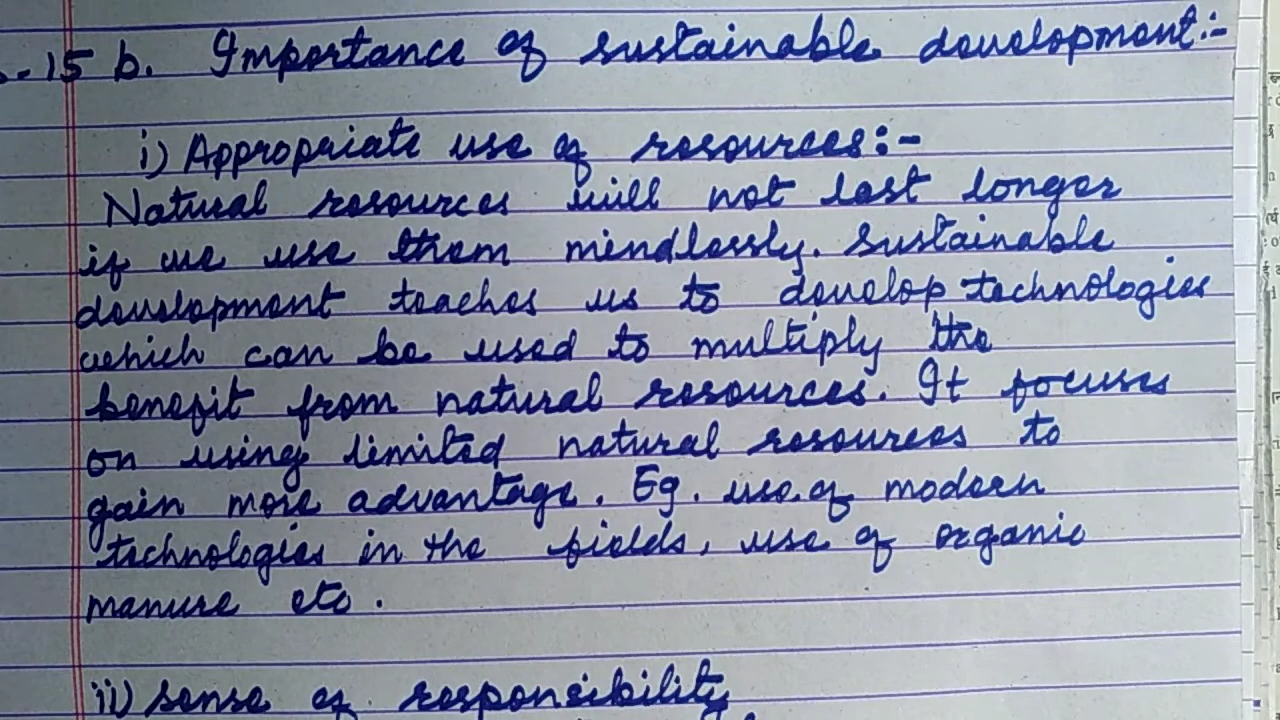 -15 b. Importance of sustainable development:-
i) Appropriate use of resources:-
Natural resources will not last longer
if we use them mindlessly. Sustainable
development teaches us to develop technologies
which can be used to multiply the
benefit from natural resources. It focuses
on using limited natural resources to
gain more advantage. Eg. use of modern
technologies in the fields, use of organic
manure etc.
ii) Sense of responsibility